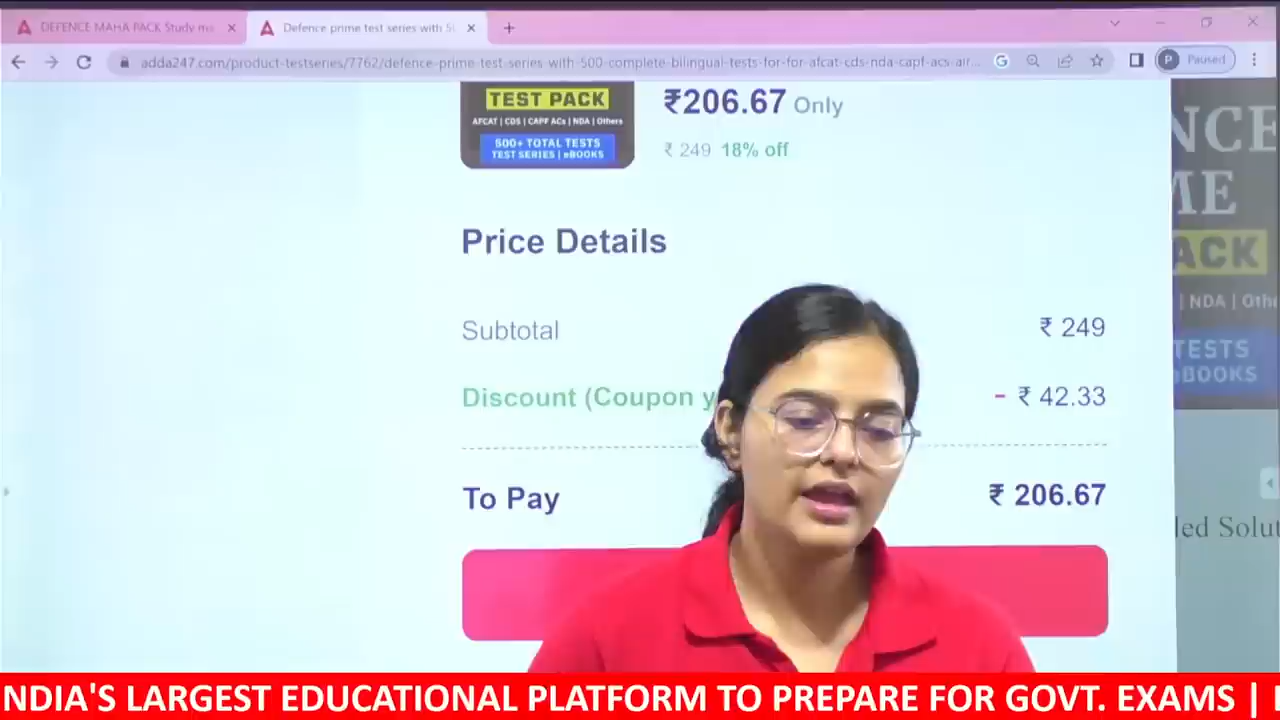 DEFENCE MAHA PACK Study ma
Defence prime test series with 50
adda247.com/product-testseries/7762/defence-prime-test-series-with-500-complete-bilingual-tests-for-for-afcat-cds-nda-capf-acs-air...
P Paused
TEST PACK
AFCAT | CDS | CAPF ACs | NDA | Others
500+ TOTAL TESTS
TEST SERIES | eBOOKS
₹206.67 Only
₹ 249 18% off
NCE
ME
ACK
| NDA | Othe
TESTS
eBOOKS
Price Details
Subtotal ₹ 249
Discount (Coupon y - ₹ 42.33
To Pay ₹ 206.67
led Solut
NDIA'S LARGEST EDUCATIONAL PLATFORM TO PREPARE FOR GOVT. EXAMS |